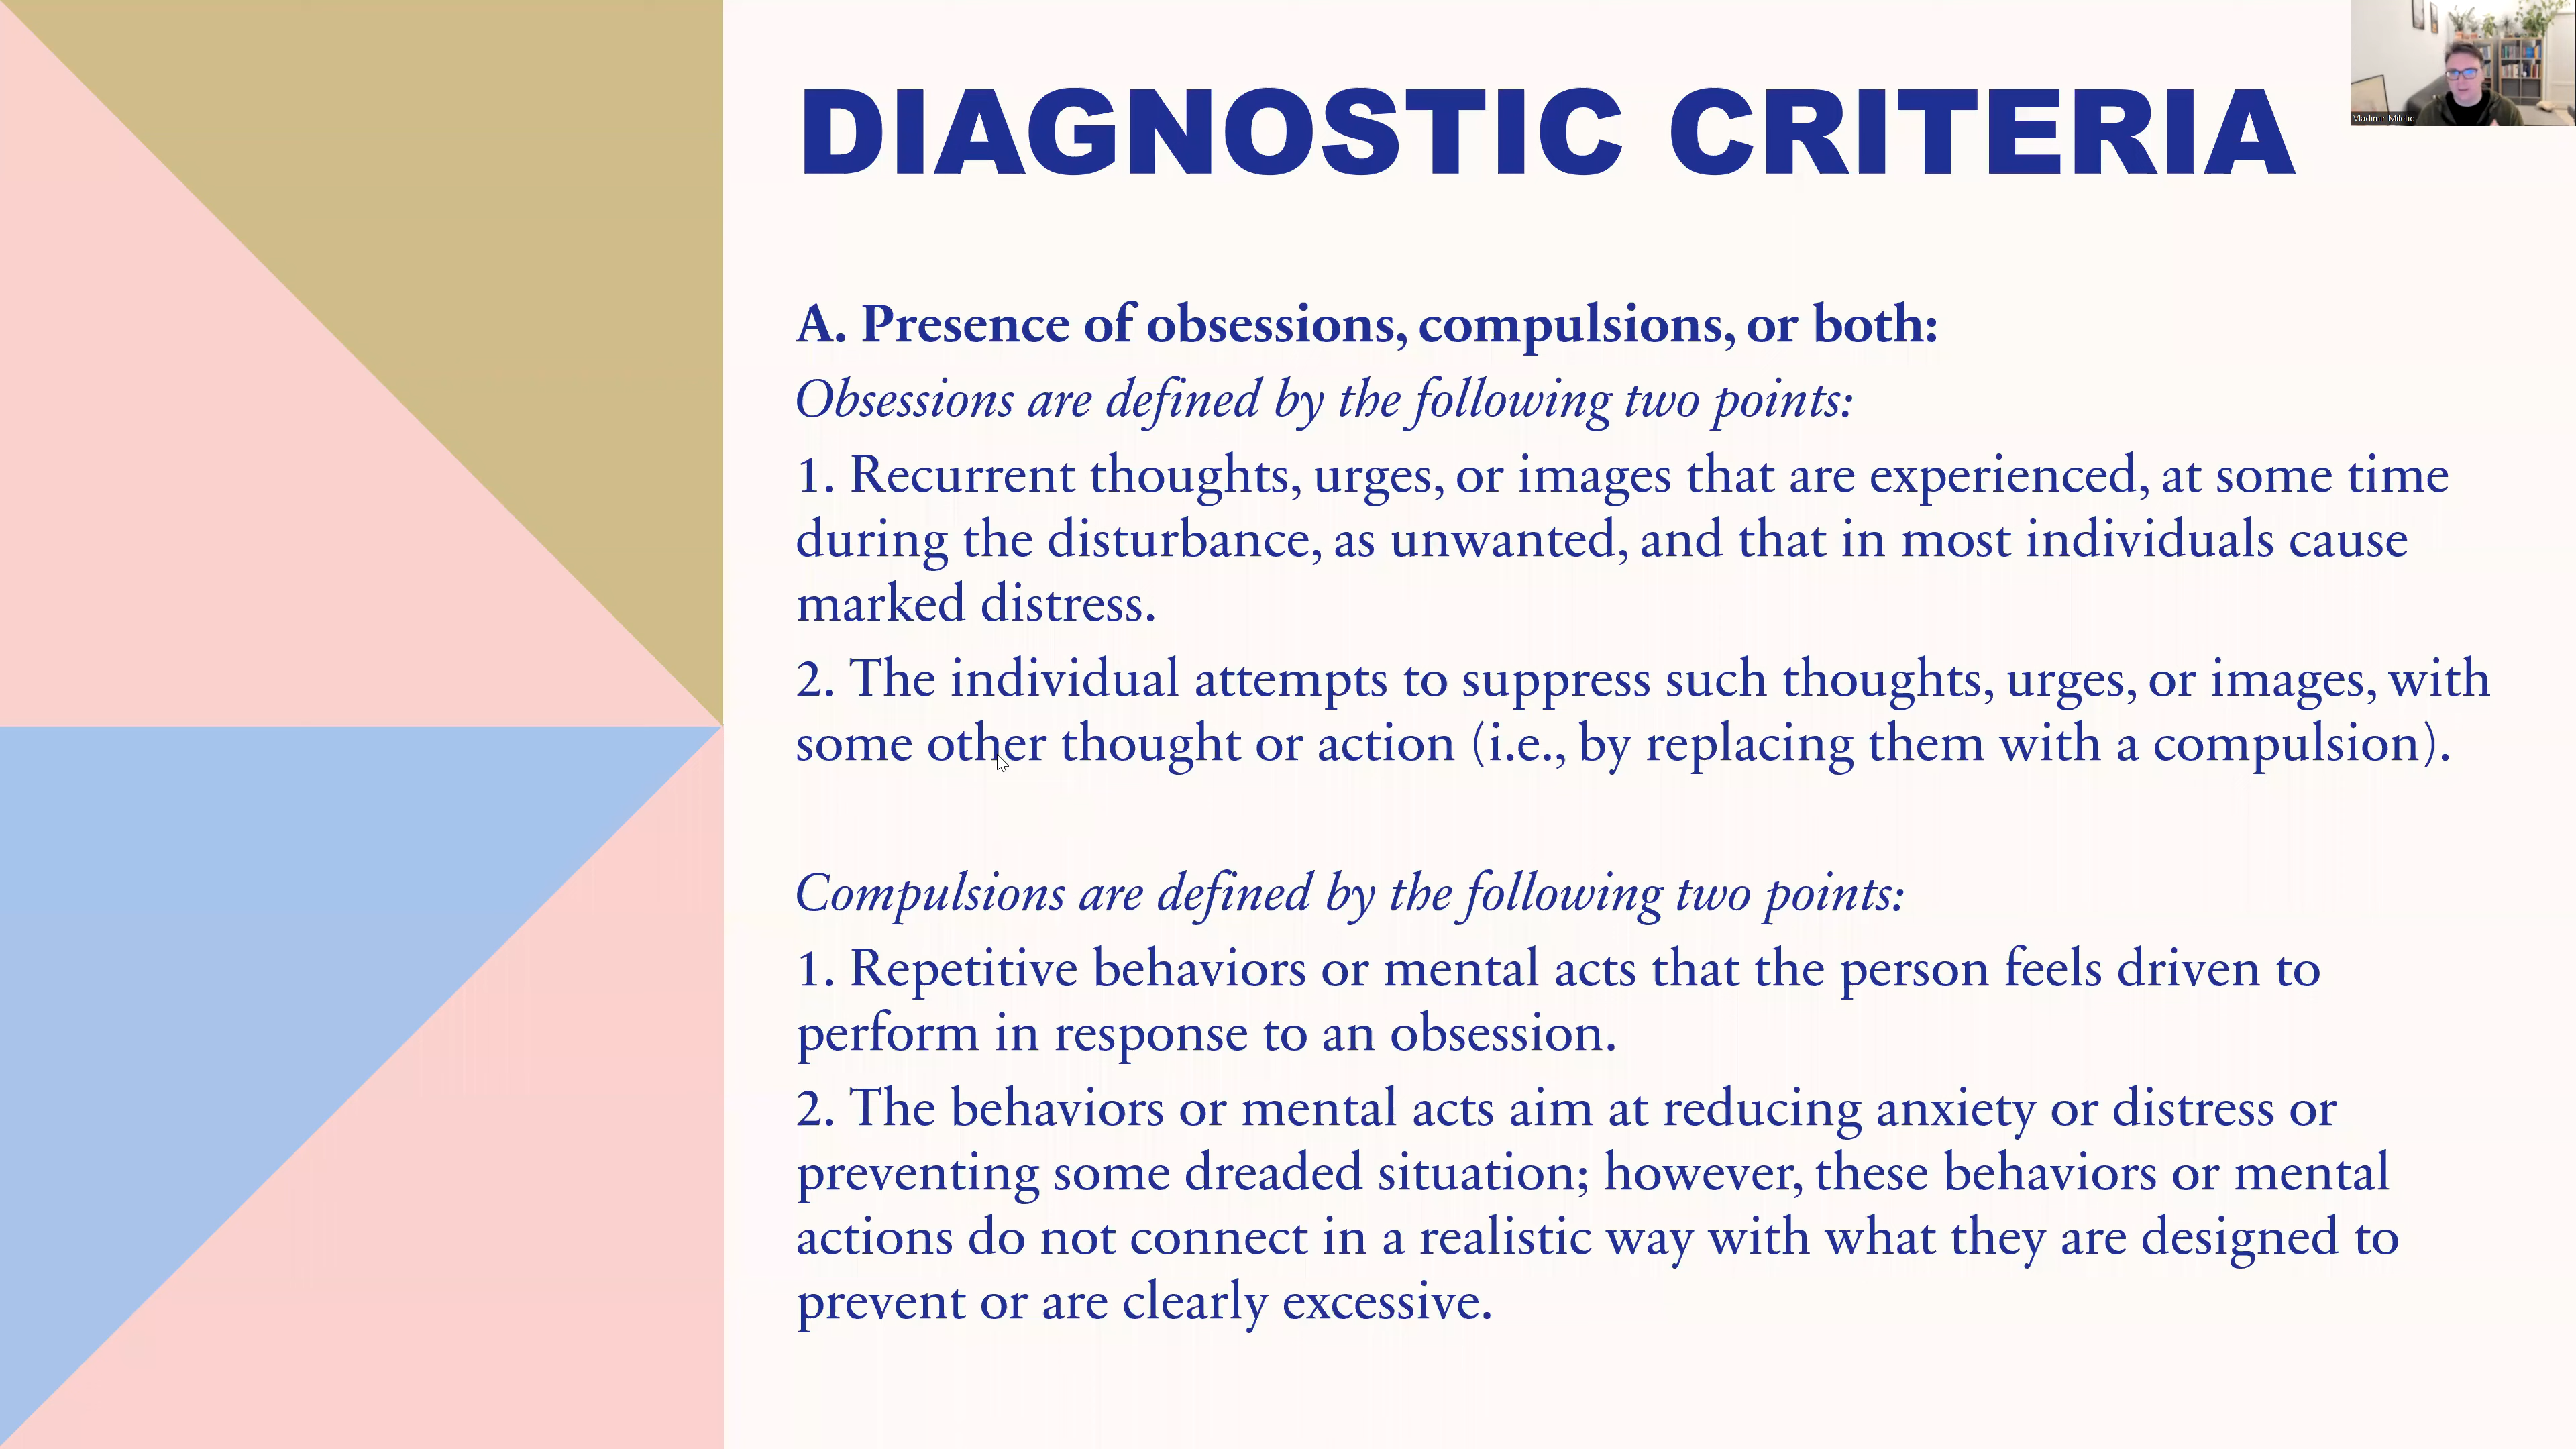 DIAGNOSTIC CRITERIA
Vladimir Miletic
A. Presence of obsessions, compulsions, or both:
Obsessions are defined by the following two points:
1. Recurrent thoughts, urges, or images that are experienced, at some time
during the disturbance, as unwanted, and that in most individuals cause
marked distress.
2. The individual attempts to suppress such thoughts, urges, or images, with
some other thought or action (i.e., by replacing them with a compulsion).
Compulsions are defined by the following two points:
1. Repetitive behaviors or mental acts that the person feels driven to
perform in response to an obsession.
2. The behaviors or mental acts aim at reducing anxiety or distress or
preventing some dreaded situation; however, these behaviors or mental
actions do not connect in a realistic way with what they are designed to
prevent or are clearly excessive.